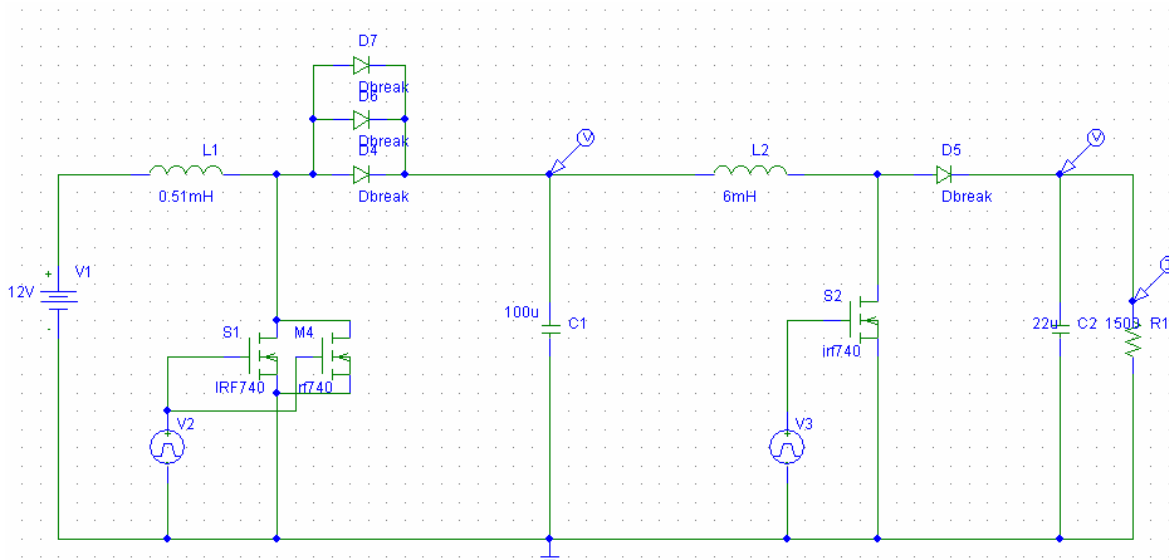 D7
Dbreak
D6
Dbreak
D4
Dbreak
L1
0.51mH
V
L2
6mH
D5
Dbreak
V
V1
+
12V
-
S1
IRF740
M4
irf740
V2
+
100u
C1
S2
irf740
V3
+
22u
C2
1500
R1
I